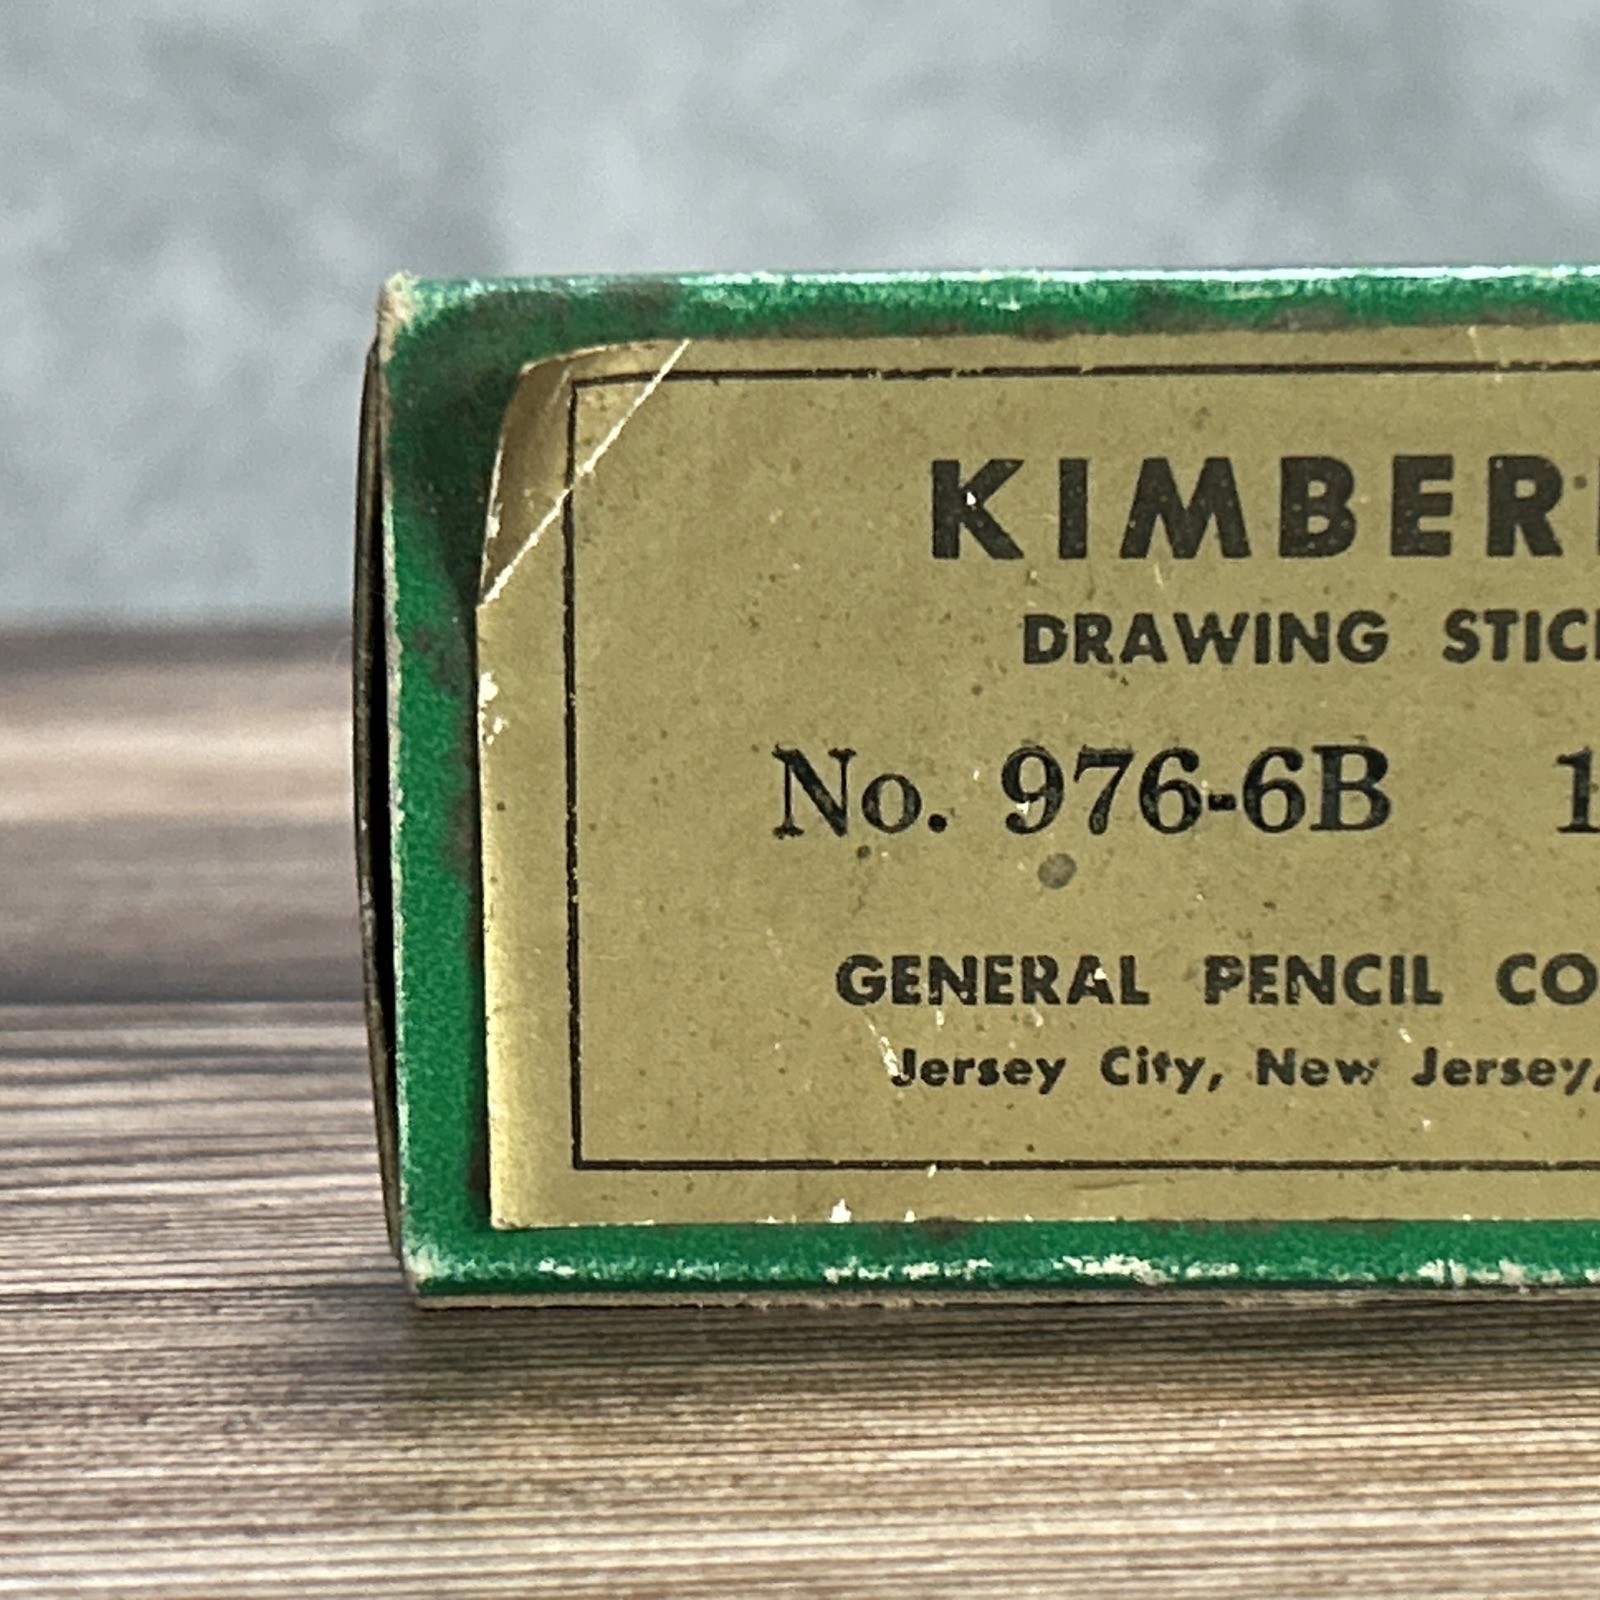 KIMBER
DRAWING STIC
No. 976-6B 1
GENERAL PENCIL CO
Jersey City, New Jersey,